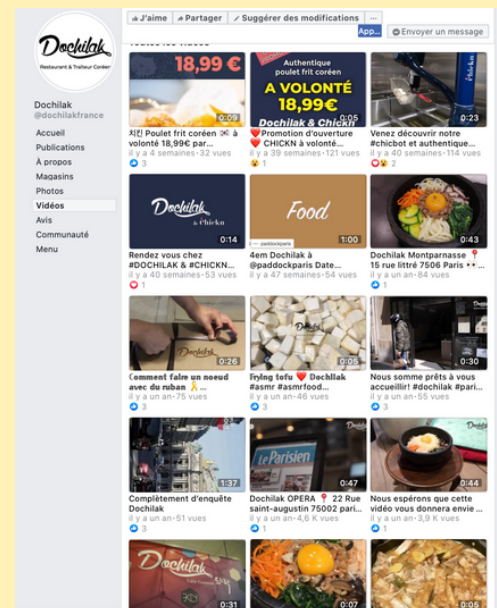 Dochilak
Restaurant & Traiteur Coréen
J'aime
Partager
Suggérer des modifications
...
App...
Envoyer un message
Dochilak
@dochilakfrance
Accueil
Publications
À propos
Magasins
Photos
Vidéos
Avis
Communauté
Menu
Toutes les vidéos
18,99 €
0:09
치킨 Poulet frit coréen 🇰🇷 à
volonté 18,99€ par...
il y a 4 semaines·32 vues
3
Authentique
poulet frit coréen
A VOLONTÉ
18,99€
Dochilak & Chickn
0:05
❤️Promotion d'ouverture
❤️ CHICKN à volonté...
il y a 39 semaines·121 vues
1
Chickn
0:23
Venez découvrir notre
#chicbot et authentique...
il y a 40 semaines·114 vues
2
Dochilak
& Chickn
0:14
Rendez vous chez
#DOCHILAK & #CHICKN...
il y a 40 semaines·53 vues
1
Food
paddockparis
1:00
4em Dochilak à
@paddockparis Date...
il y a 47 semaines·54 vues
0:43
Dochilak Montparnasse 📍
15 rue littré 7506 Paris 👀...
il y a un an·84 vues
1
Dochilak
0:26
Comment faire un noeud
avec du ruban 🎗...
il y a un an·75 vues
3
0:05
Frying tofu ❤️ Dochilak
#asmr #asmrfood...
il y a un an·46 vues
3
0:30
Nous somme prêts à vous
accueillir! #dochilak #pari...
il y a un an·55 vues
3
1:37
Complètement d'enquête
Dochilak
il y a un an·51 vues
3
Le Parisien
0:47
Dochilak OPERA 📍 22 Rue
saint-augustin 75002 pari...
il y a un an·4,6 K vues
3
0:44
Nous espérons que cette
vidéo vous donnera envie ...
il y a un an·3,9 K vues
1
Dochilak
0:31
0:07
0:05